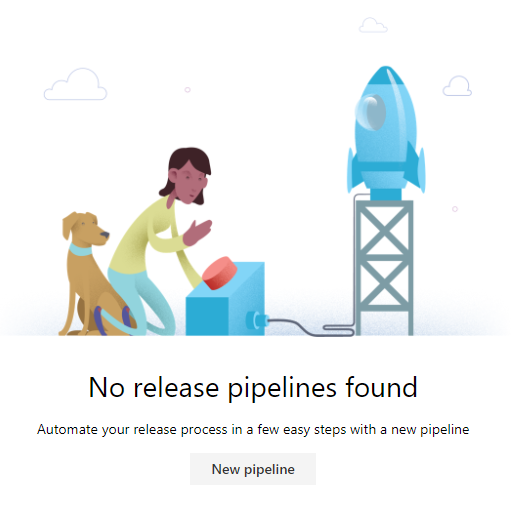 No release pipelines found
Automate your release process in a few easy steps with a new pipeline
New pipeline